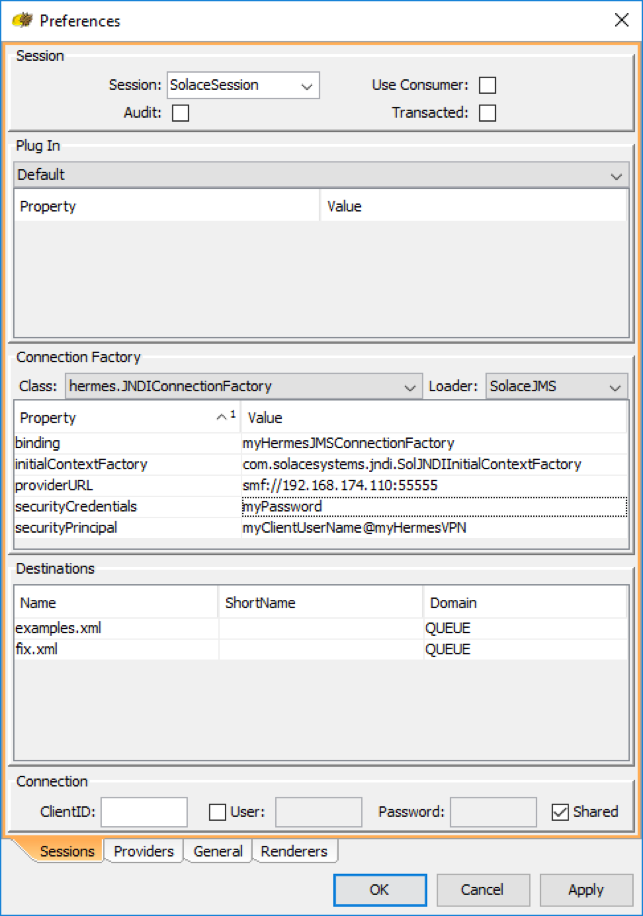 Preferences
Session
Session: SolaceSession Use Consumer:
Audit: Transacted:
Plug In
Default
Property Value
Connection Factory
Class: hermes.JNDIConnectionFactory Loader: SolaceJMS
Property 1 Value
binding myHermesJMSConnectionFactory
initialContextFactory com.solacesystems.jndi.SolJNDIInitialContextFactory
providerURL smf://192.168.174.110:55555
securityCredentials myPassword
securityPrincipal myClientUserName@myHermesVPN
Destinations
Name ShortName Domain
examples.xml QUEUE
fix.xml QUEUE
Connection
ClientID: User: Password: Shared
Sessions Providers General Renderers
OK Cancel Apply